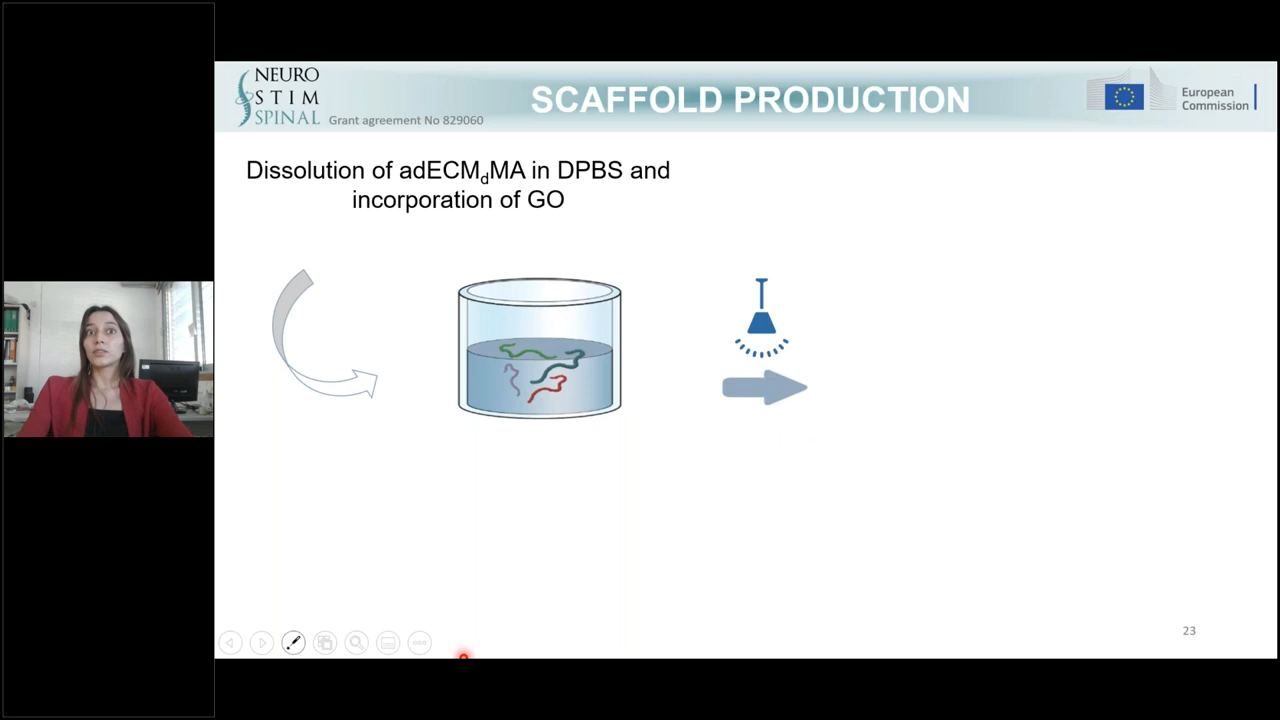 NEURO
STIM
SPINAL
Grant agreement No 829060
SCAFFOLD PRODUCTION
European
Commission
Dissolution of adECMdMA in DPBS and
incorporation of GO
23